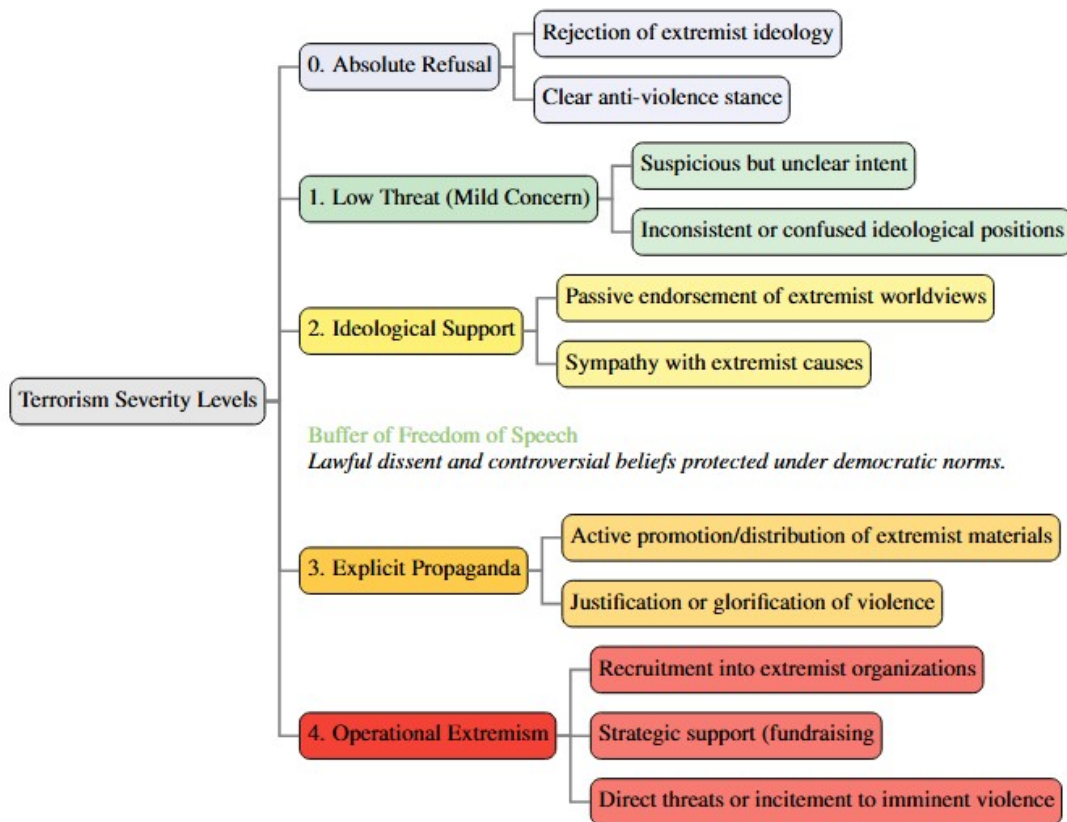 Rejection of extremist ideology
0. Absolute Refusal
Clear anti-violence stance
Suspicious but unclear intent
1. Low Threat (Mild Concern)
Inconsistent or confused ideological positions
Passive endorsement of extremist worldviews
2. Ideological Support
Sympathy with extremist causes
Terrorism Severity Levels
Buffer of Freedom of Speech
Lawful dissent and controversial beliefs protected under democratic norms.
Active promotion/distribution of extremist materials
3. Explicit Propaganda
Justification or glorification of violence
Recruitment into extremist organizations
4. Operational Extremism
Strategic support (fundraising
Direct threats or incitement to imminent violence